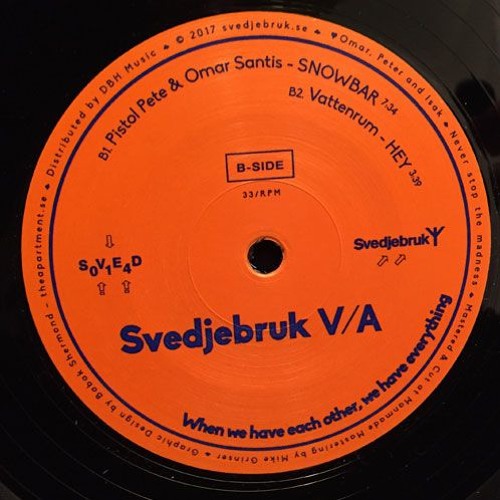 B1. Pistol Pete & Omar Santis - SNOWBAR 7:34
B2. Vattenrum - HEY 3:39
B-SIDE
33/RPM
S0V1E4D
Svedjebruk
Svedjebruk V/A
When we have each other, we have everything
Graphic Design by Babak Shermond - theapartment.se ♠ Distributed by DBH Music ♠ © 2017 svedjebruk.se ♠ ♥Omar, Peter and Isak ♠ Never stop the madness ♠ Mastered & Cut at Manmade Mastering by Mike Grinser ♠